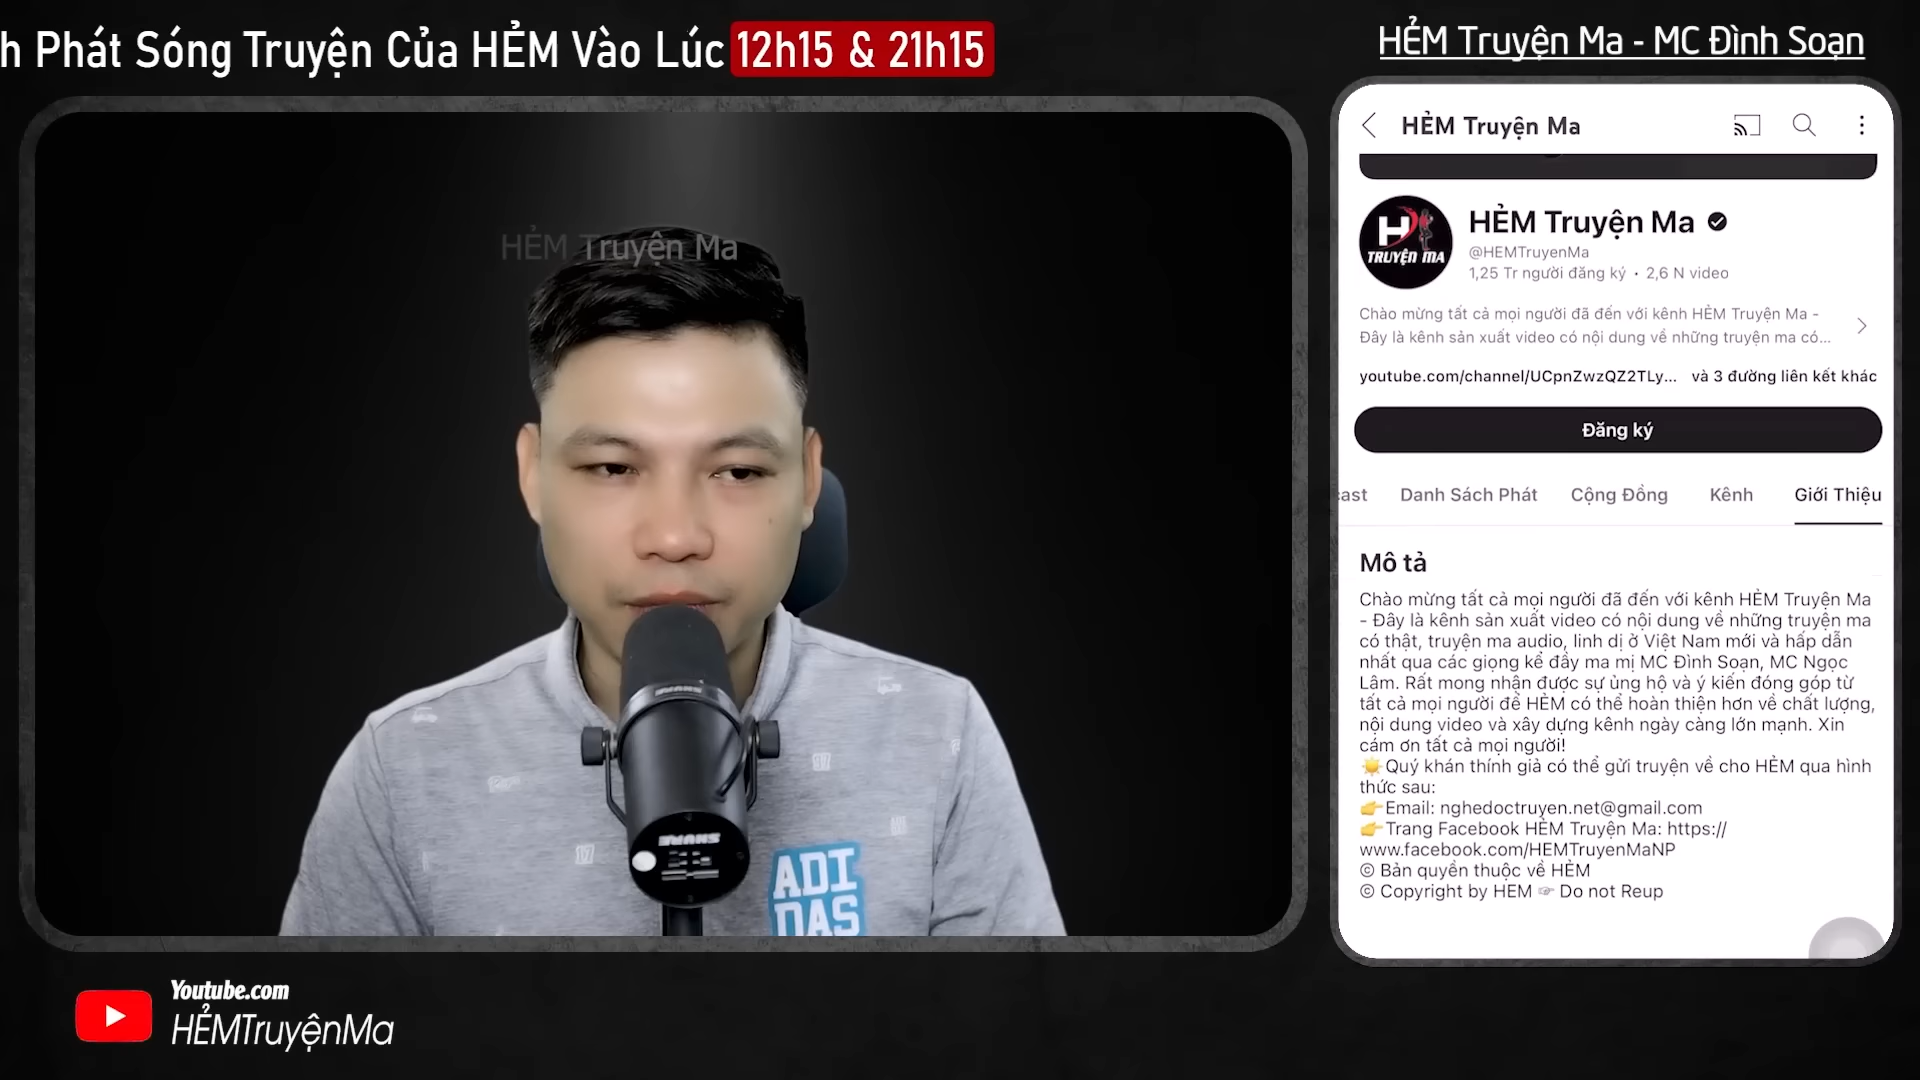 h Phát Sóng Truyện Của HẺM Vào Lúc 12h15 & 21h15
HẺM Truyện Ma - MC Đình Soạn
HẺM Truyện Ma
HẺM Truyện Ma
H
TRUYỆN MA
HẺM Truyện Ma
@HEMTruyenMa
1,25 Tr người đăng ký • 2,6 N video
Chào mừng tất cả mọi người đã đến với kênh HẺM Truyện Ma -
Đây là kênh sản xuất video có nội dung về những truyện ma có...
youtube.com/channel/UCpnZwzQZ2TLy... và 3 đường liên kết khác
Đăng ký
cast Danh Sách Phát Cộng Đồng Kênh Giới Thiệu
Mô tả
Chào mừng tất cả mọi người đã đến với kênh HẺM Truyện Ma
- Đây là kênh sản xuất video có nội dung về những truyện ma
có thật, truyện ma audio, linh dị ở Việt Nam mới và hấp dẫn
nhất qua các giọng kể đầy ma mị MC Đình Soạn, MC Ngọc
Lâm. Rất mong nhận được sự ủng hộ và ý kiến đóng góp từ
tất cả mọi người để HẺM có thể hoàn thiện hơn về chất lượng,
nội dung video và xây dựng kênh ngày càng lớn mạnh. Xin
cám ơn tất cả mọi người!
☀️Quý khán thính giả có thể gửi truyện về cho HẺM qua hình
thức sau:
👉Email: nghedoctruyen.net@gmail.com
👉Trang Facebook HẺM Truyện Ma: https://
www.facebook.com/HEMTruyenMaNP
© Bản quyền thuộc về HẺM
© Copyright by HEM ☞ Do not Reup
SHURE
SHURE
ADI
DAS
Youtube.com
HẺMTruyệnMa